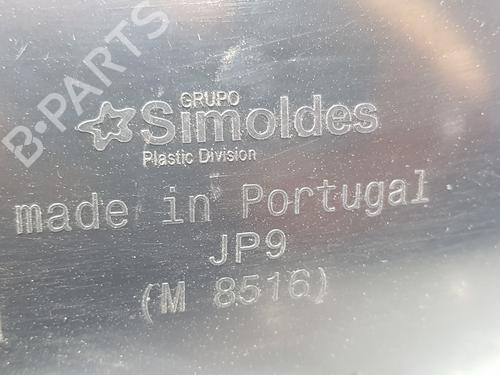 B-PARTS
GRUPO
Simoldes
Plastic Division
made in Portugal
JP9
(M 8516)